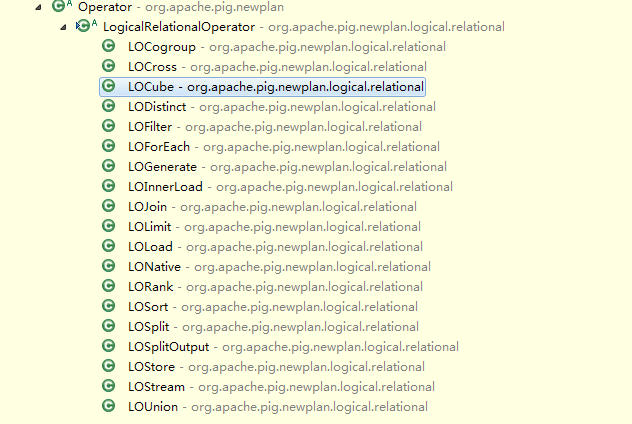 Operator - org.apache.pig.newplan
LogicalRelationalOperator - org.apache.pig.newplan.logical.relational
LOCogroup - org.apache.pig.newplan.logical.relational
LOCross - org.apache.pig.newplan.logical.relational
LOCube - org.apache.pig.newplan.logical.relational
LODistinct - org.apache.pig.newplan.logical.relational
LOFilter - org.apache.pig.newplan.logical.relational
LOForEach - org.apache.pig.newplan.logical.relational
LOGenerate - org.apache.pig.newplan.logical.relational
LOInnerLoad - org.apache.pig.newplan.logical.relational
LOJoin - org.apache.pig.newplan.logical.relational
LOLimit - org.apache.pig.newplan.logical.relational
LOLoad - org.apache.pig.newplan.logical.relational
LONative - org.apache.pig.newplan.logical.relational
LORank - org.apache.pig.newplan.logical.relational
LOSort - org.apache.pig.newplan.logical.relational
LOSplit - org.apache.pig.newplan.logical.relational
LOSplitOutput - org.apache.pig.newplan.logical.relational
LOStore - org.apache.pig.newplan.logical.relational
LOStream - org.apache.pig.newplan.logical.relational
LOUnion - org.apache.pig.newplan.logical.relational